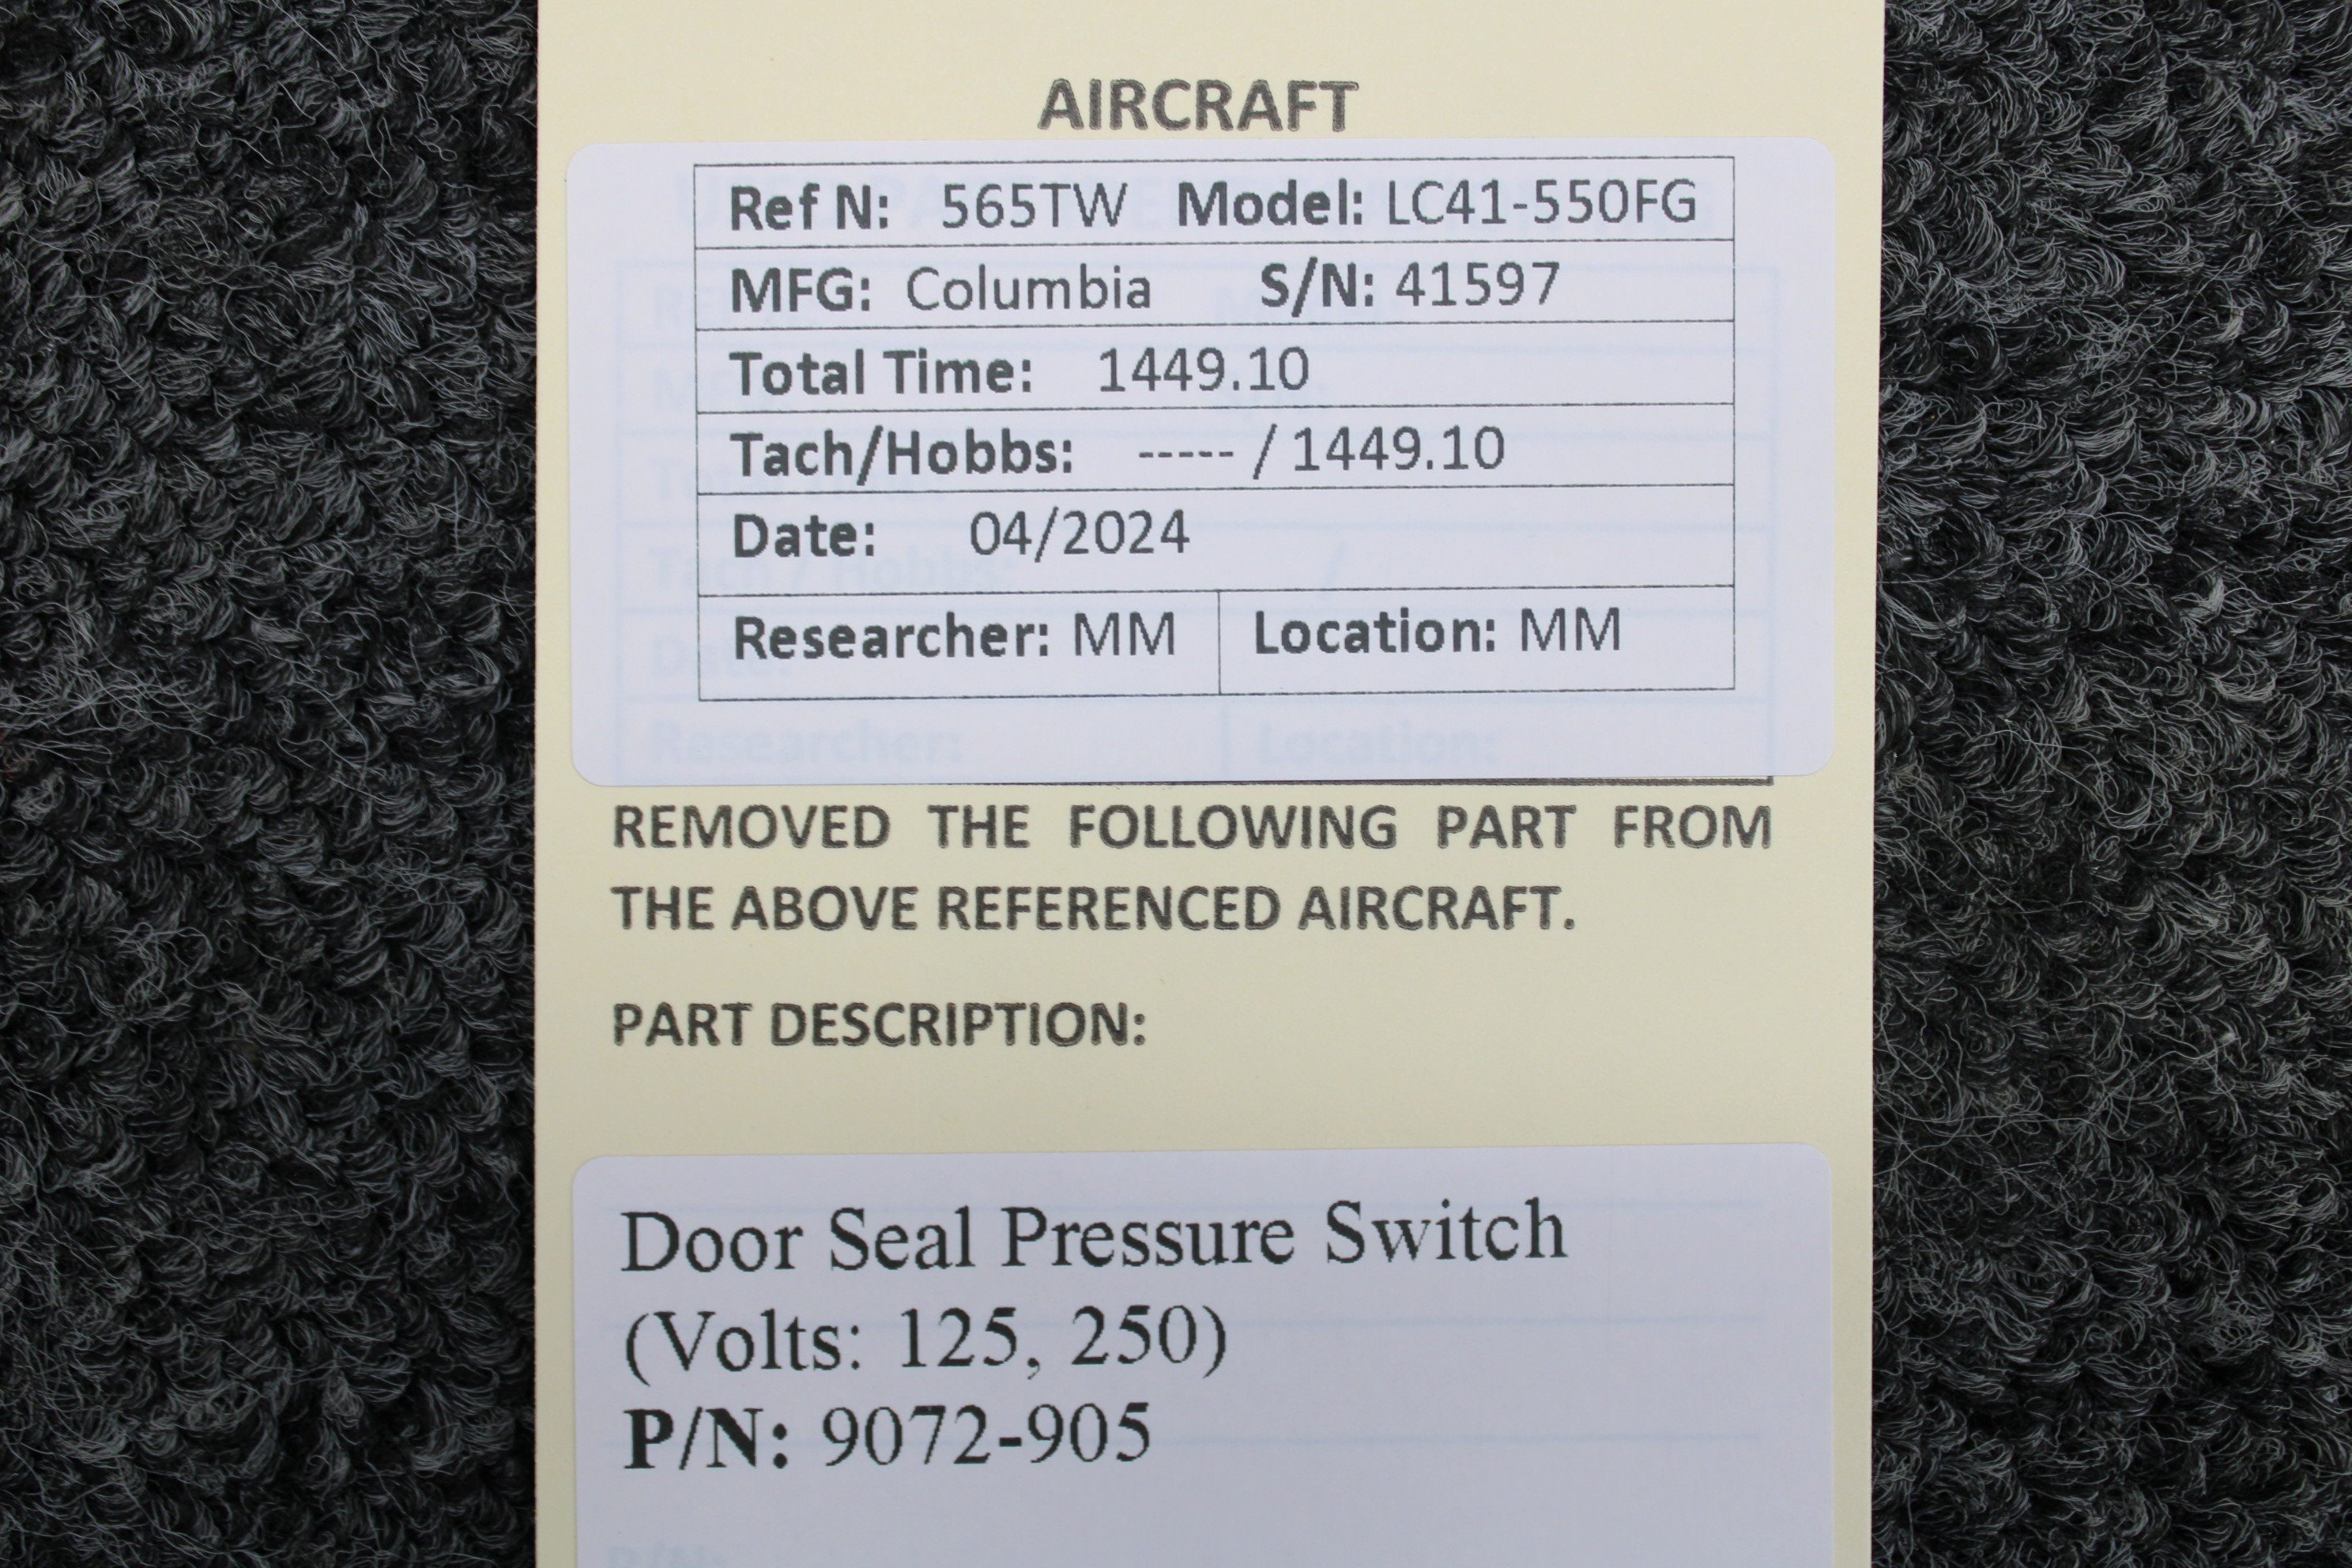 AIRCRAFT
Ref N: 565TW Model: LC41-550FG
MFG: Columbia S/N: 41597
Total Time: 1449.10
Tach/Hobbs: ----- / 1449.10
Date: 04/2024
Researcher: MM Location: MM
Researcher: Location:
REMOVED THE FOLLOWING PART FROM
THE ABOVE REFERENCED AIRCRAFT.
PART DESCRIPTION:
Door Seal Pressure Switch
(Volts: 125, 250)
P/N: 9072-905
P/N: